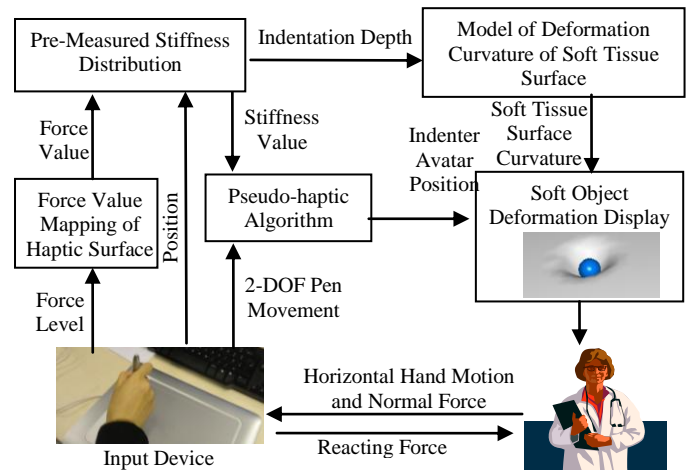 Pre-Measured Stiffness
Distribution
Indentation Depth
Model of Deformation
Curvature of Soft Tissue
Surface
Force
Value
Stiffness
Value
Soft Tissue
Surface
Curvature
Indenter
Avatar
Position
Force Value
Mapping of
Haptic Surface
Position
Pseudo-haptic
Algorithm
Soft Object
Deformation Display
Force
Level
2-DOF Pen
Movement
Horizontal Hand Motion
and Normal Force
Reacting Force
Input Device